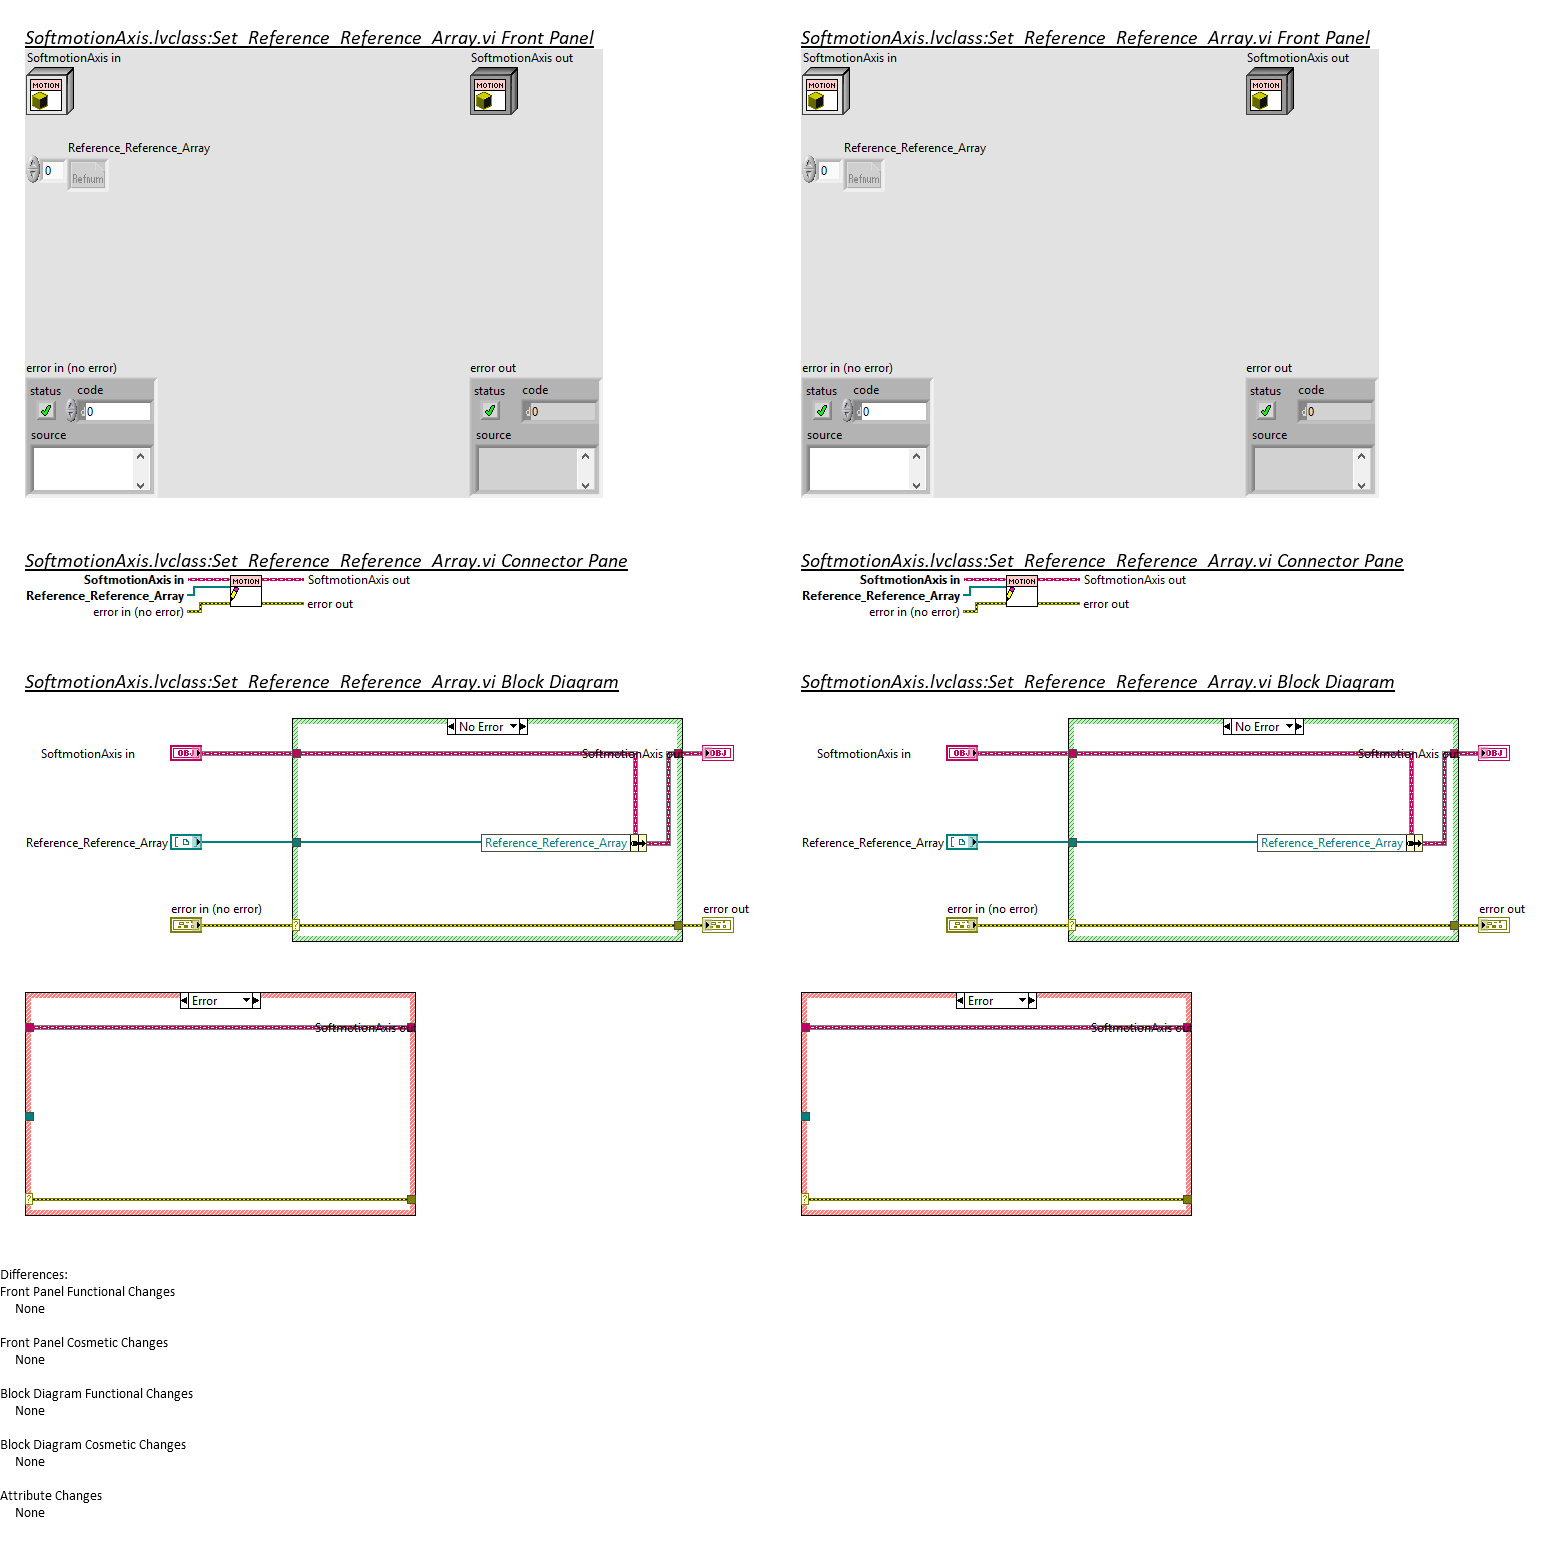 SoftmotionAxis.lvclass:Set_Reference_Reference_Array.vi Front Panel
SoftmotionAxis in
SoftmotionAxis out
MOTION
MOTION
Reference_Reference_Array
0
Refnum
error in (no error)
error out
status
code
status
code
d 0
d 0
source
source
SoftmotionAxis.lvclass:Set_Reference_Reference_Array.vi Connector Pane
SoftmotionAxis in
MOTION
SoftmotionAxis out
Reference_Reference_Array
error in (no error)
error out
SoftmotionAxis.lvclass:Set_Reference_Reference_Array.vi Block Diagram
No Error
SoftmotionAxis in
OBJ
SoftmotionAxis out
OBJ
Reference_Reference_Array
Reference_Reference_Array
error in (no error)
error out
?
Error
SoftmotionAxis out
?
SoftmotionAxis.lvclass:Set_Reference_Reference_Array.vi Front Panel
SoftmotionAxis in
SoftmotionAxis out
MOTION
MOTION
Reference_Reference_Array
0
Refnum
error in (no error)
error out
status
code
status
code
d 0
d 0
source
source
SoftmotionAxis.lvclass:Set_Reference_Reference_Array.vi Connector Pane
SoftmotionAxis in
MOTION
SoftmotionAxis out
Reference_Reference_Array
error in (no error)
error out
SoftmotionAxis.lvclass:Set_Reference_Reference_Array.vi Block Diagram
No Error
SoftmotionAxis in
OBJ
SoftmotionAxis out
OBJ
Reference_Reference_Array
Reference_Reference_Array
error in (no error)
error out
?
Error
SoftmotionAxis out
?
Differences:
Front Panel Functional Changes
None
Front Panel Cosmetic Changes
None
Block Diagram Functional Changes
None
Block Diagram Cosmetic Changes
None
Attribute Changes
None